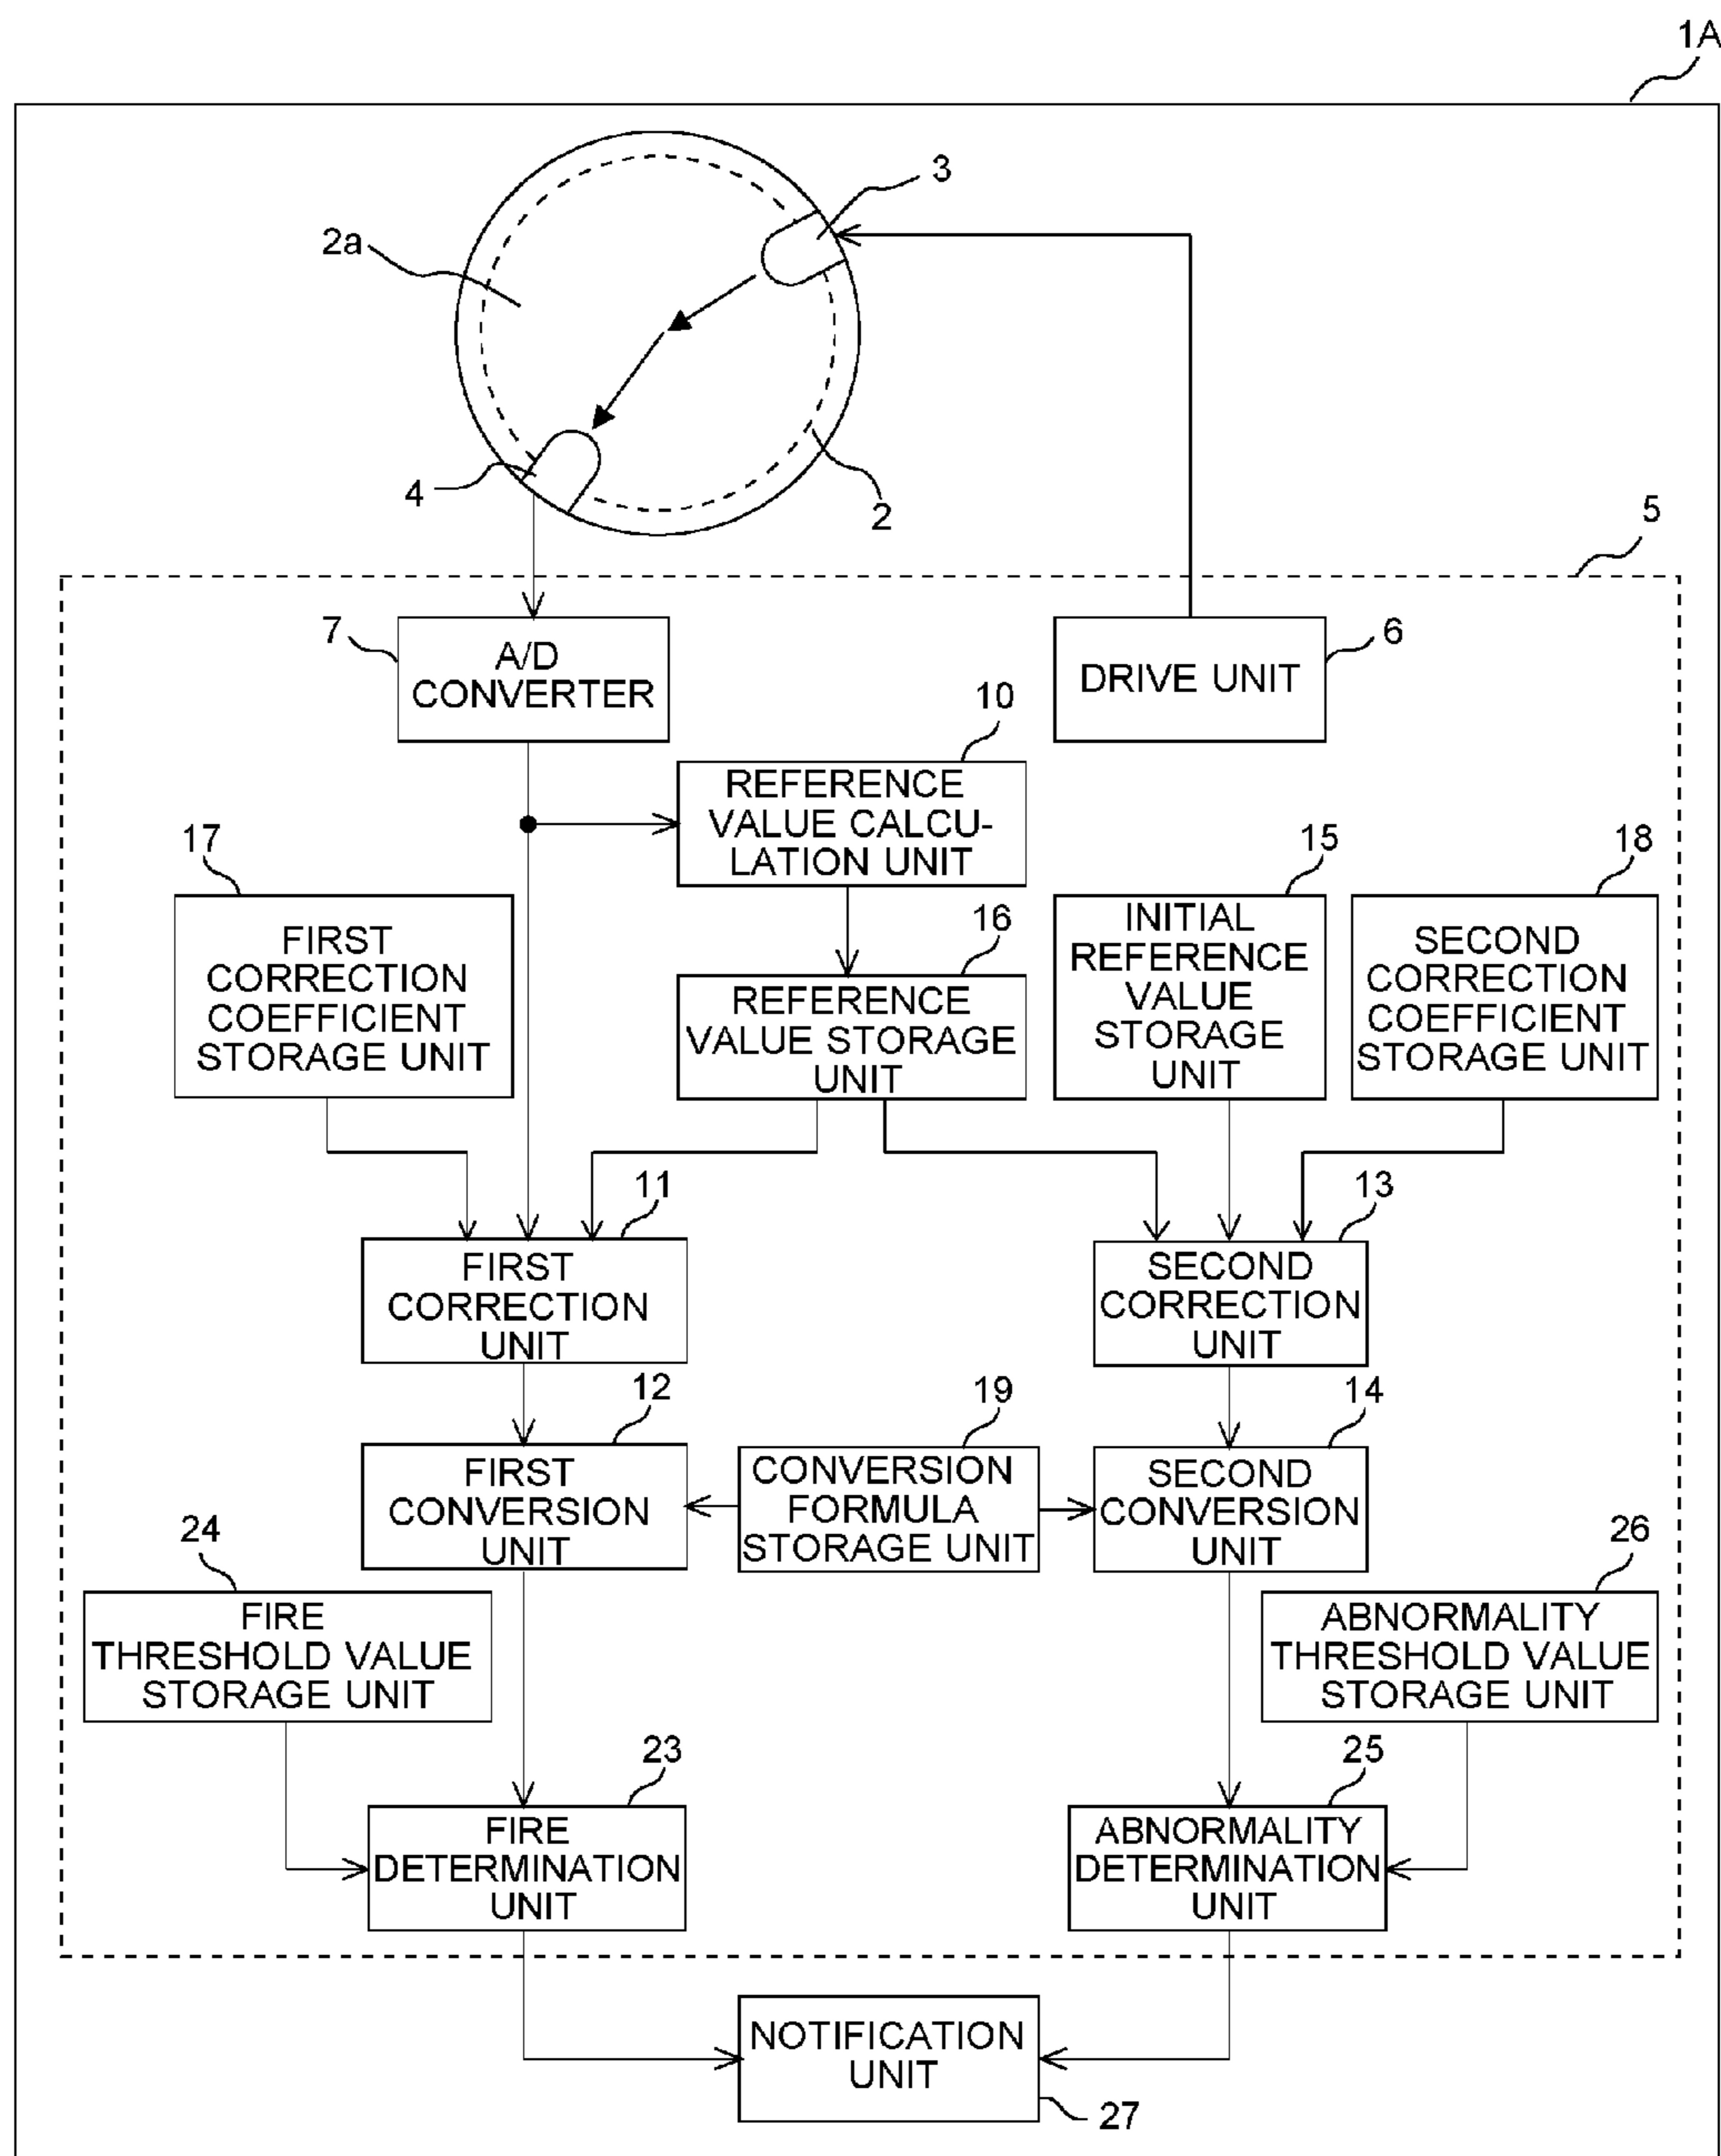 1A
3
2a
4
2
5
7
A/D
CONVERTER
6
DRIVE UNIT
10
REFERENCE
VALUE CALCU-
LATION UNIT
17
FIRST
CORRECTION
COEFFICIENT
STORAGE UNIT
16
REFERENCE
VALUE STORAGE
UNIT
15
INITIAL
REFERENCE
VALUE
STORAGE
UNIT
18
SECOND
CORRECTION
COEFFICIENT
STORAGE UNIT
11
FIRST
CORRECTION
UNIT
13
SECOND
CORRECTION
UNIT
12
FIRST
CONVERSION
UNIT
19
CONVERSION
FORMULA
STORAGE UNIT
14
SECOND
CONVERSION
UNIT
24
FIRE
THRESHOLD VALUE
STORAGE UNIT
26
ABNORMALITY
THRESHOLD VALUE
STORAGE UNIT
23
FIRE
DETERMINATION
UNIT
25
ABNORMALITY
DETERMINATION
UNIT
NOTIFICATION
UNIT
27